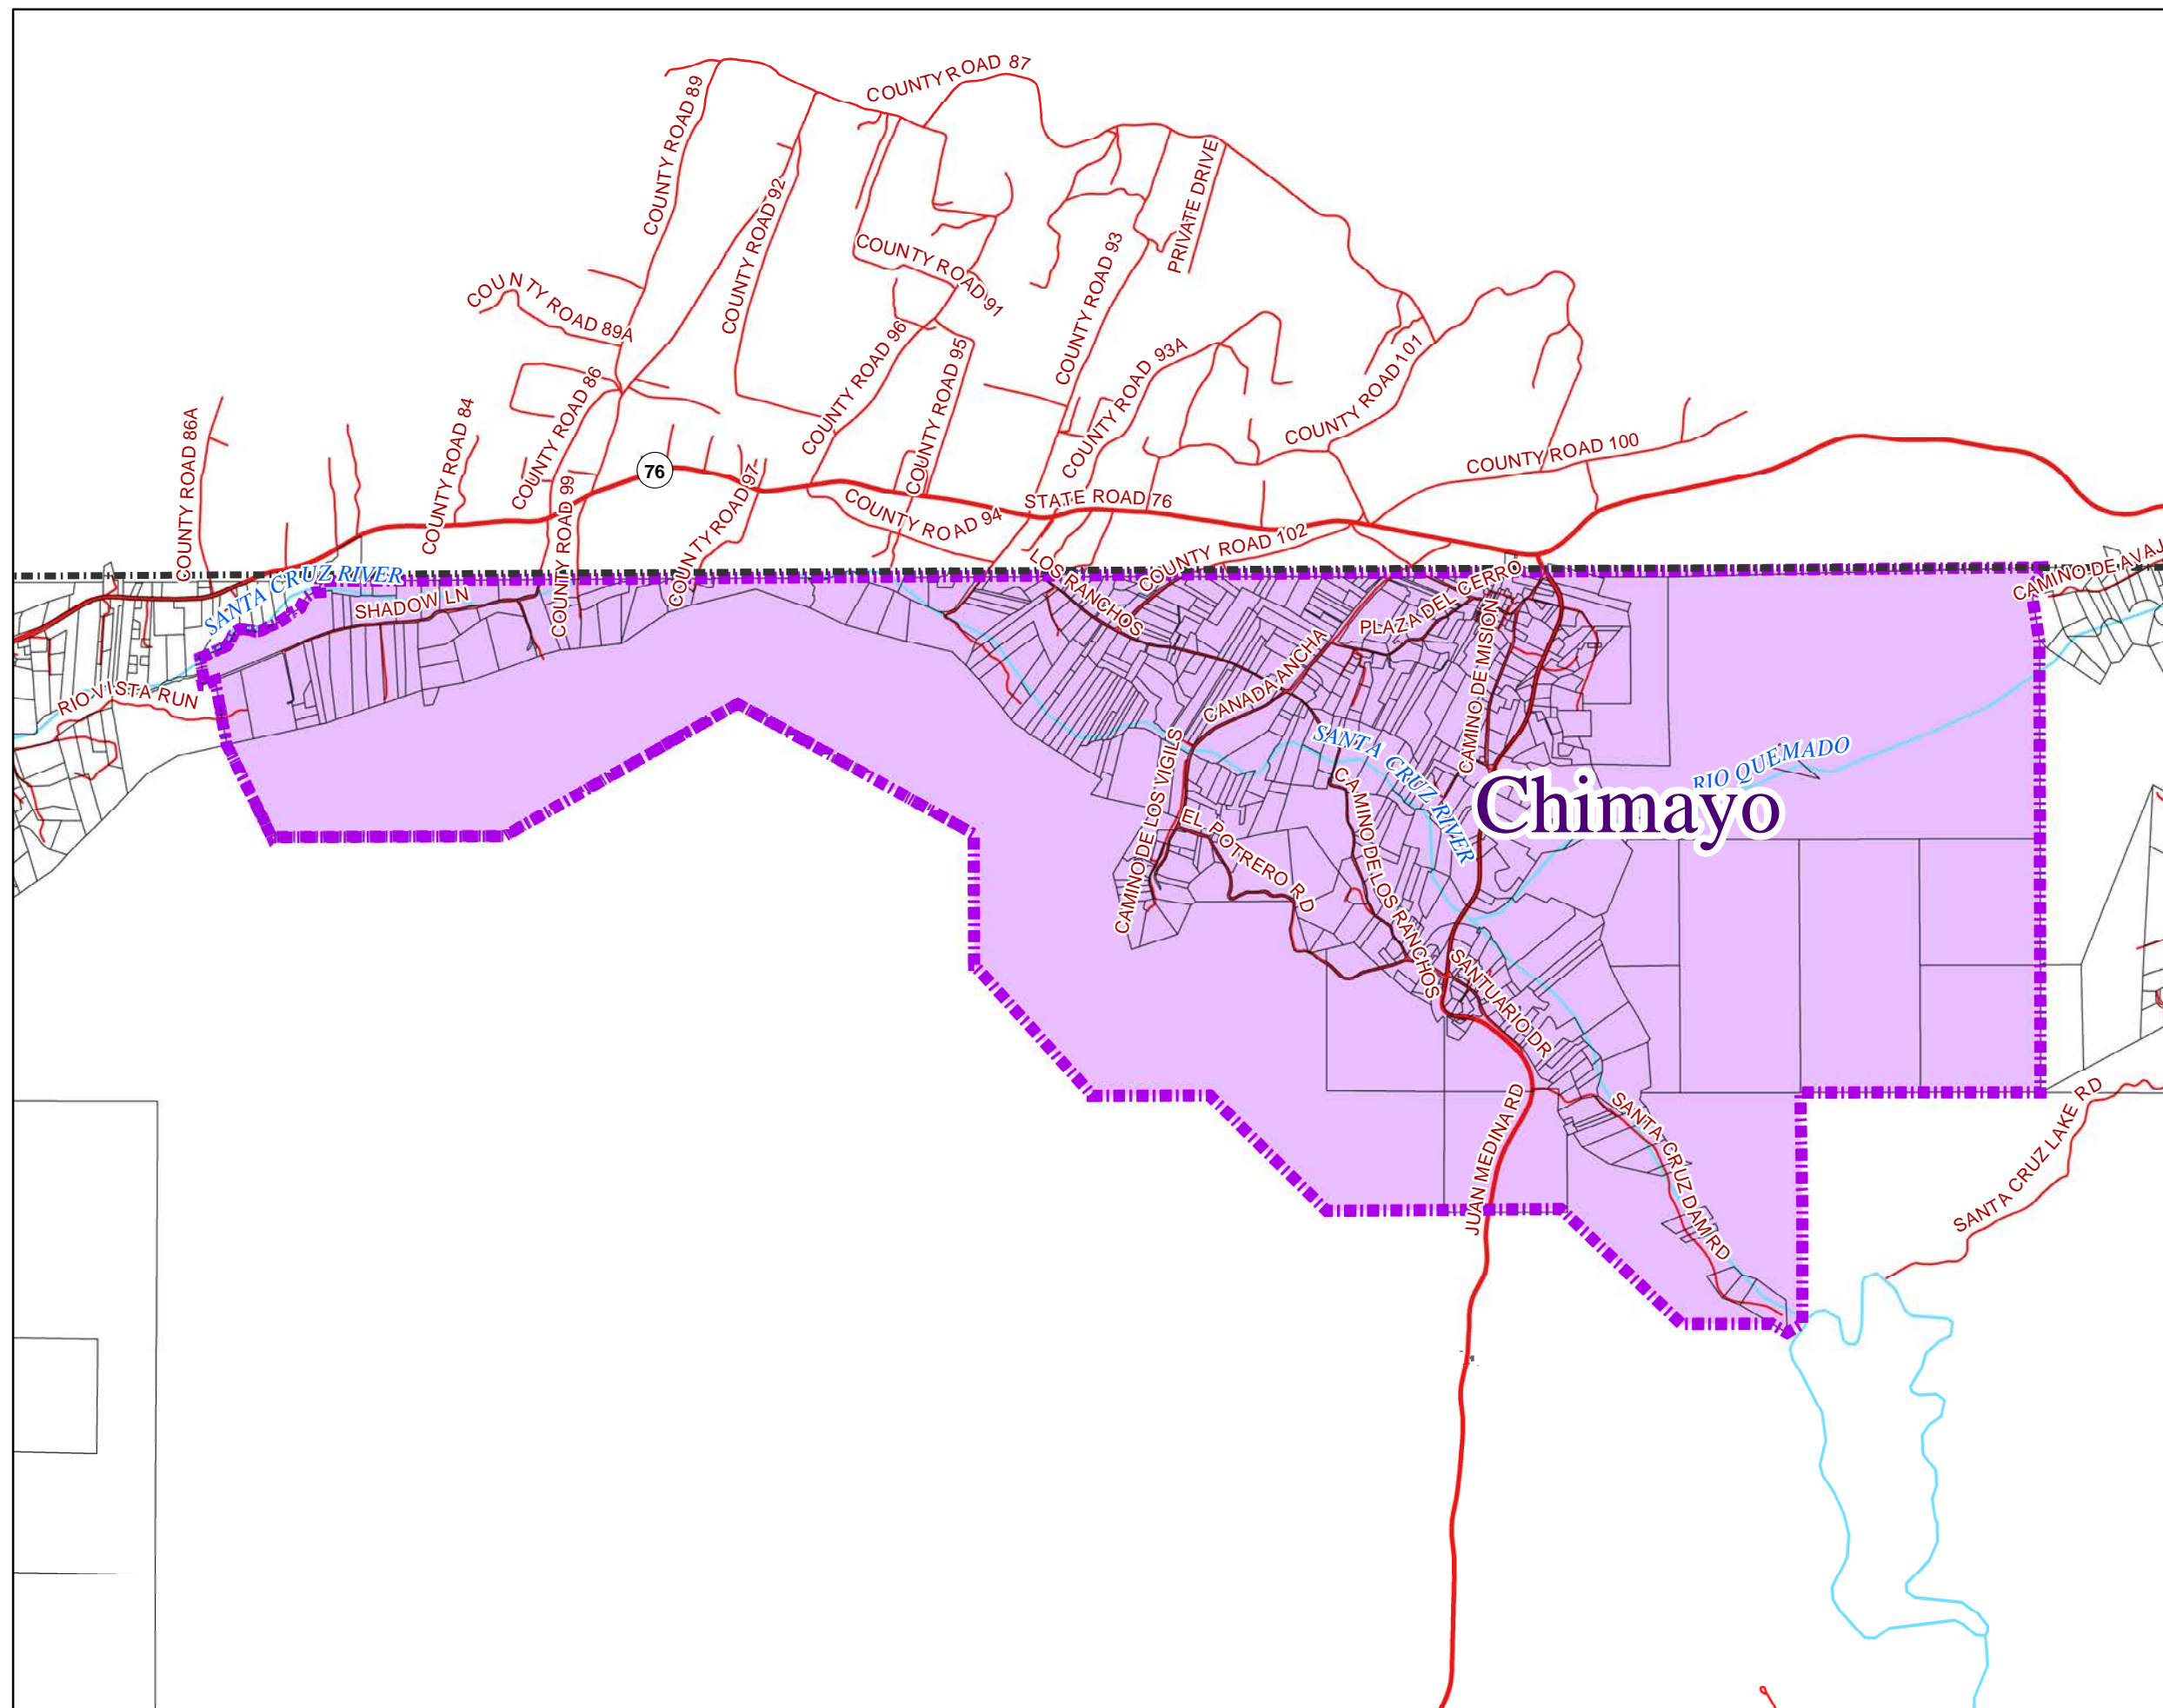 COUNTY ROAD 87
COUNTY ROAD 89
PRIVATE DRIVE
COUNTY ROAD 92
COUNTY ROAD 91
COUNTY ROAD 93
COUNTY ROAD 89A
COUNTY ROAD 96
COUNTY ROAD 95
COUNTY ROAD 93A
COUNTY ROAD 101
COUNTY ROAD 86
COUNTY ROAD 84
COUNTY ROAD 86A
COUNTY ROAD 100
76
COUNTY ROAD 99
COUNTY ROAD 97
COUNTY ROAD 94
STATE ROAD 76
COUNTY ROAD 102
LOS RANCHOS
CAMINO DE AVAJ
SANTA CRUZ RIVER
SHADOW LN
PLAZA DEL CERRO
CANADA ANCHA
CAMINO DE MISION
RIO VISTA RUN
SANTA CRUZ RIVER
RIO QUEMADO
Chimayo
CAMINO DE LOS VIGILS
EL POTRERO RD
CAMINO DE LOS RANCHOS
SANTUARIO DR
JUAN MEDINA RD
SANTA CRUZ DAM RD
SANTA CRUZ LAKE RD